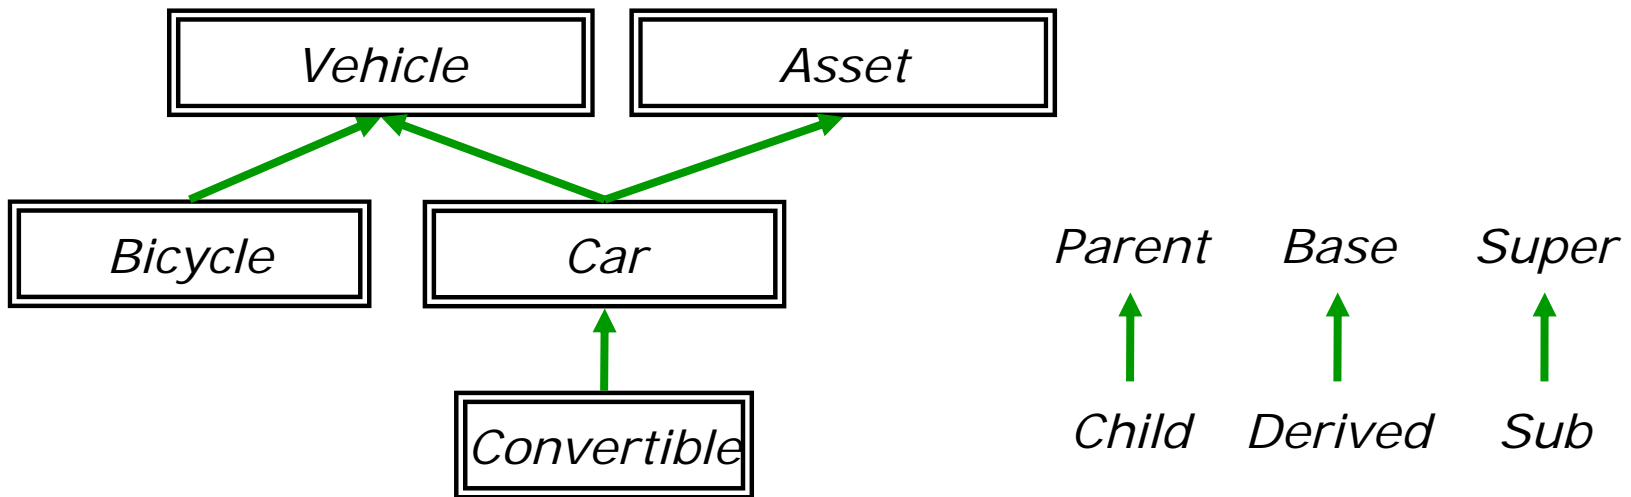 Vehicle Asset
Bicycle Car
Parent Base Super
Convertible
Child Derived Sub